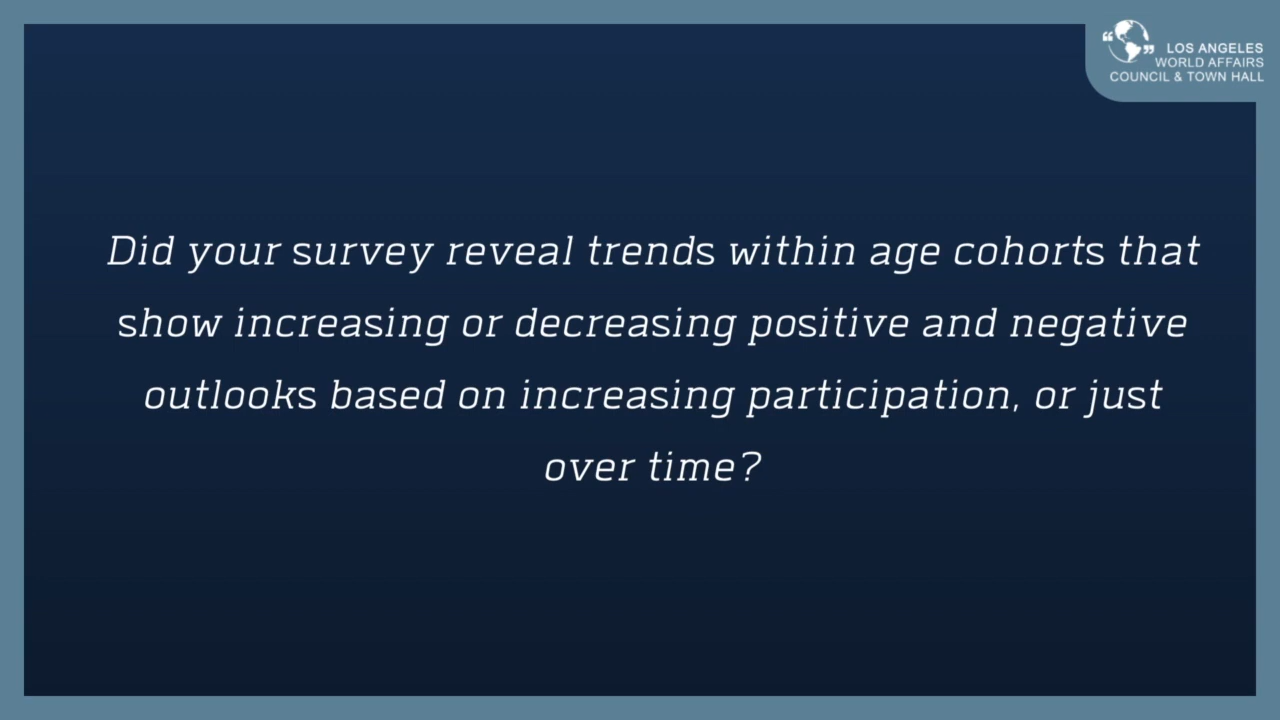 LOS ANGELES
WORLD AFFAIRS
COUNCIL & TOWN HALL
Did your survey reveal trends within age cohorts that
show increasing or decreasing positive and negative
outlooks based on increasing participation, or just
over time?